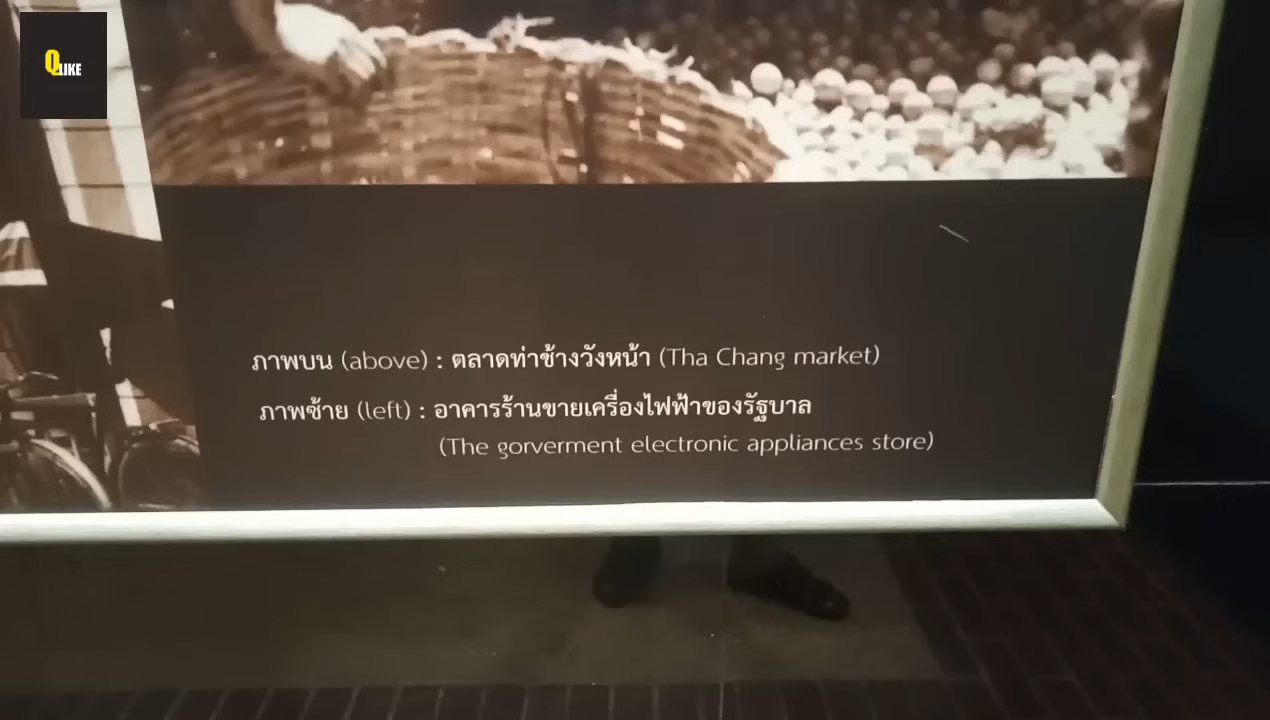 QLIKE
ภาพบน (above) : ตลาดท่าช้างวังหน้า (Tha Chang market)
ภาพซ้าย (left) : อาคารร้านขายเครื่องไฟฟ้าของรัฐบาล
(The gorverment electronic appliances store)